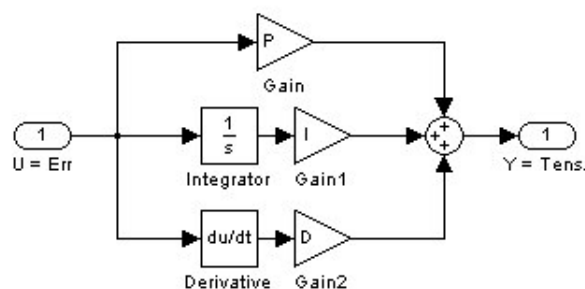 P
Gain
1
U = Err
1
s
Integrator
I
Gain1
+
+
+
1
Y = Tens.
du/dt
Derivative
D
Gain2